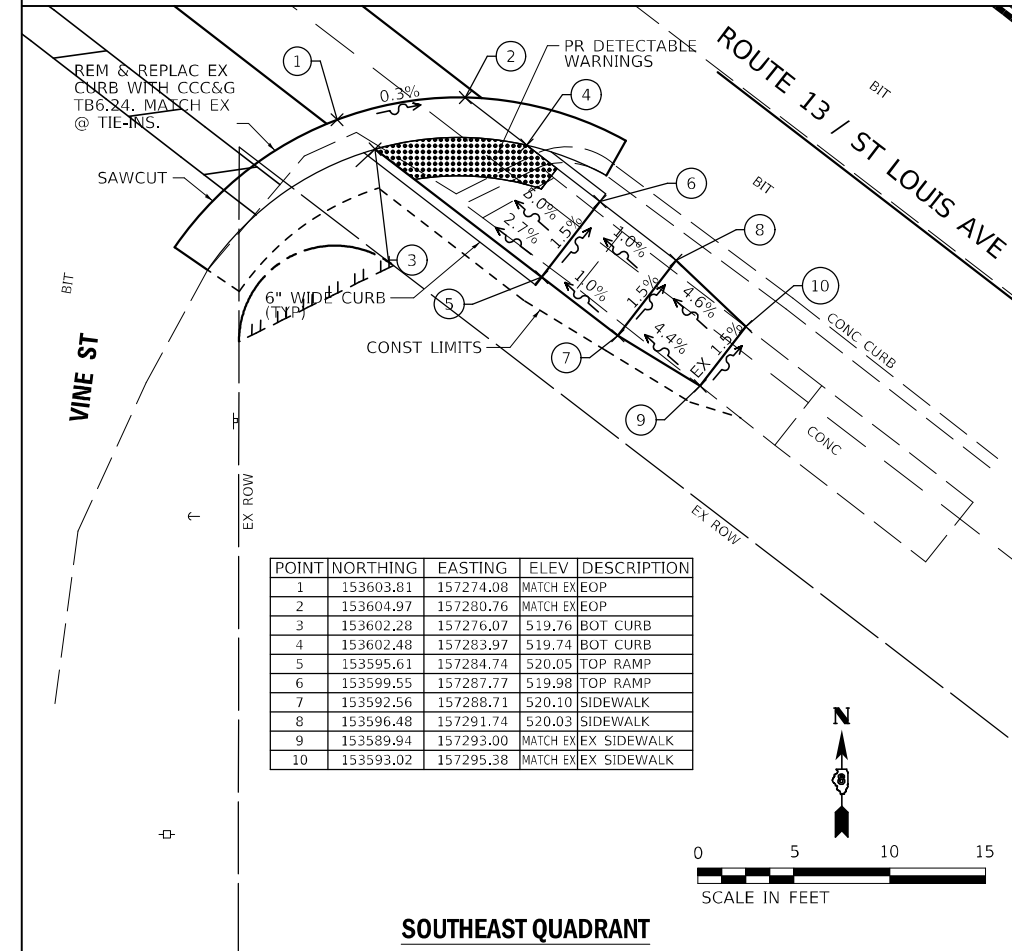 ROUTE 13 / ST LOUIS AVE
BIT
PR DETECTABLE
WARNINGS
1
2
0.3%
4
REM & REPLAC EX
CURB WITH CCC&G
TB6.24. MATCH EX
@ TIE-INS.
SAWCUT
6
BIT
8
5.0%
2.7%
1.5%
1.0%
3
BIT
6" WIDE CURB
(TYP)
5
1.0%
1.5%
4.6%
10
CONC CURB
CONST LIMITS
7
4.4%
EX 1.5%
VINE ST
9
CONC
EX ROW
EX ROW
POINT NORTHING EASTING ELEV DESCRIPTION
1 153603.81 157274.08 MATCH EX EOP
2 153604.97 157280.76 MATCH EX EOP
3 153602.28 157276.07 519.76 BOT CURB
4 153602.48 157283.97 519.74 BOT CURB
5 153595.61 157284.74 520.05 TOP RAMP
6 153599.55 157287.77 519.98 TOP RAMP
7 153592.56 157288.71 520.10 SIDEWALK
8 153596.48 157291.74 520.03 SIDEWALK
9 153589.94 157293.00 MATCH EX EX SIDEWALK
10 153593.02 157295.38 MATCH EX EX SIDEWALK
N
0 5 10 15
SCALE IN FEET
SOUTHEAST QUADRANT